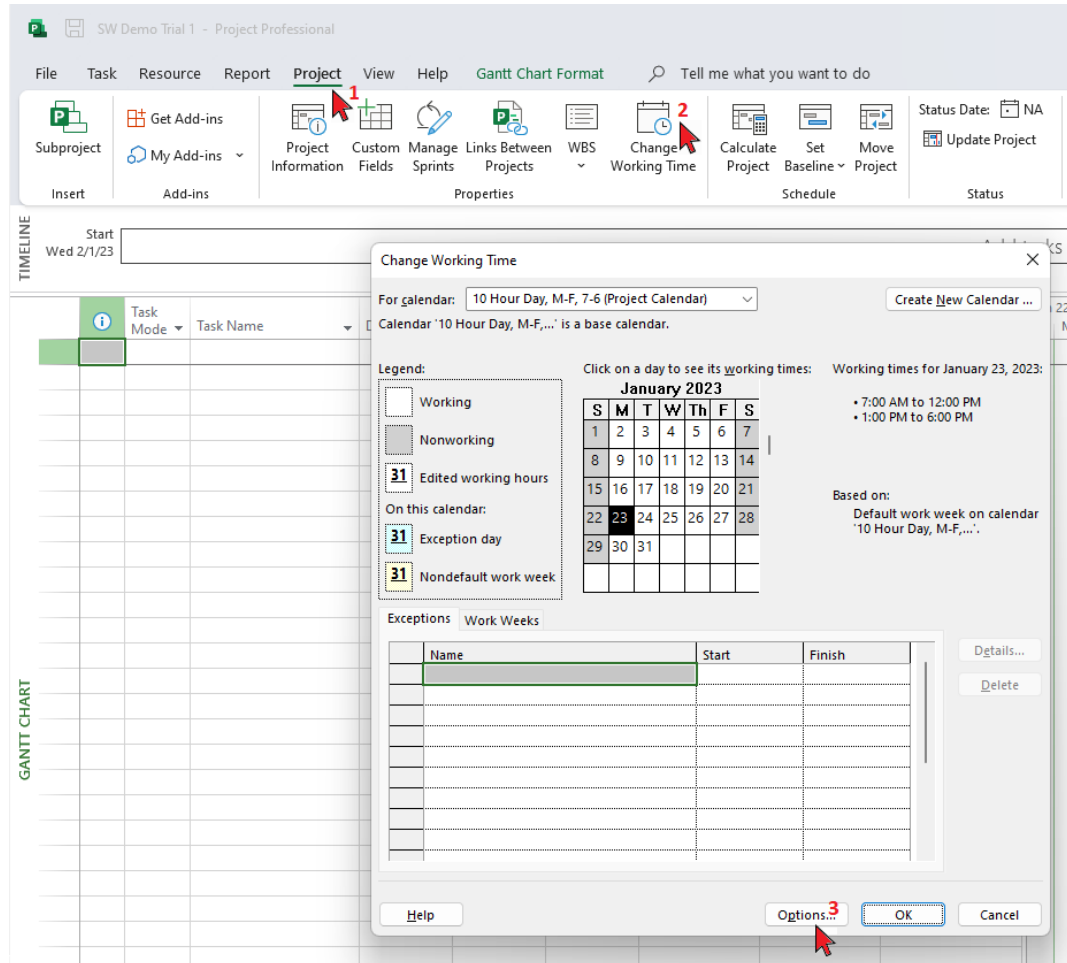 SW Demo Trial 1 - Project Professional
File Task Resource Report Project View Help Gantt Chart Format Tell me what you want to do
1
2
Subproject
Get Add-ins
My Add-ins
Project Information
Custom Fields
Manage Sprints
Links Between Projects
WBS
Change Working Time
Calculate Project
Set Baseline
Move Project
Status Date: NA
Update Project
Insert Add-ins Properties Schedule Status
TIMELINE
Start
Wed 2/1/23
Change Working Time
For calendar: 10 Hour Day, M-F, 7-6 (Project Calendar) Create New Calendar ...
Calendar '10 Hour Day, M-F,...' is a base calendar.
Task Mode
Task Name
Legend:
Working
Nonworking
31 Edited working hours
On this calendar:
31 Exception day
31 Nondefault work week
Click on a day to see its working times:
January 2023
S M T W Th F S
1 2 3 4 5 6 7
8 9 10 11 12 13 14
15 16 17 18 19 20 21
22 23 24 25 26 27 28
29 30 31
Working times for January 23, 2023:
• 7:00 AM to 12:00 PM
• 1:00 PM to 6:00 PM
Based on:
Default work week on calendar
'10 Hour Day, M-F,...'.
Exceptions Work Weeks
Name Start Finish
Details...
Delete
GANTT CHART
Help Options... OK Cancel
3